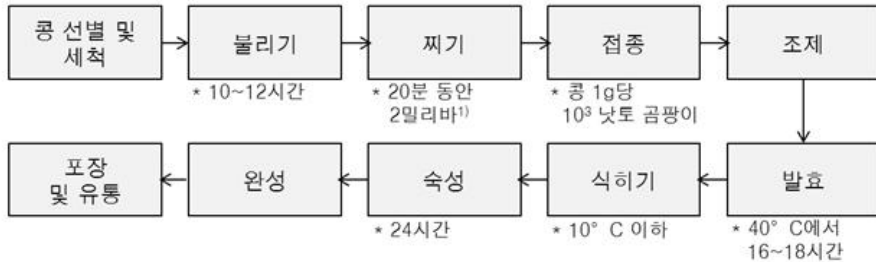 콩 선별 및
세척
불리기
* 10~12시간
찌기
* 20분 동안
2밀리바¹⁾
접종
* 콩 1g당
10³ 낫토 곰팡이
조제
발효
* 40° C에서
16~18시간
식히기
* 10° C 이하
숙성
* 24시간
완성
포장
및 유통